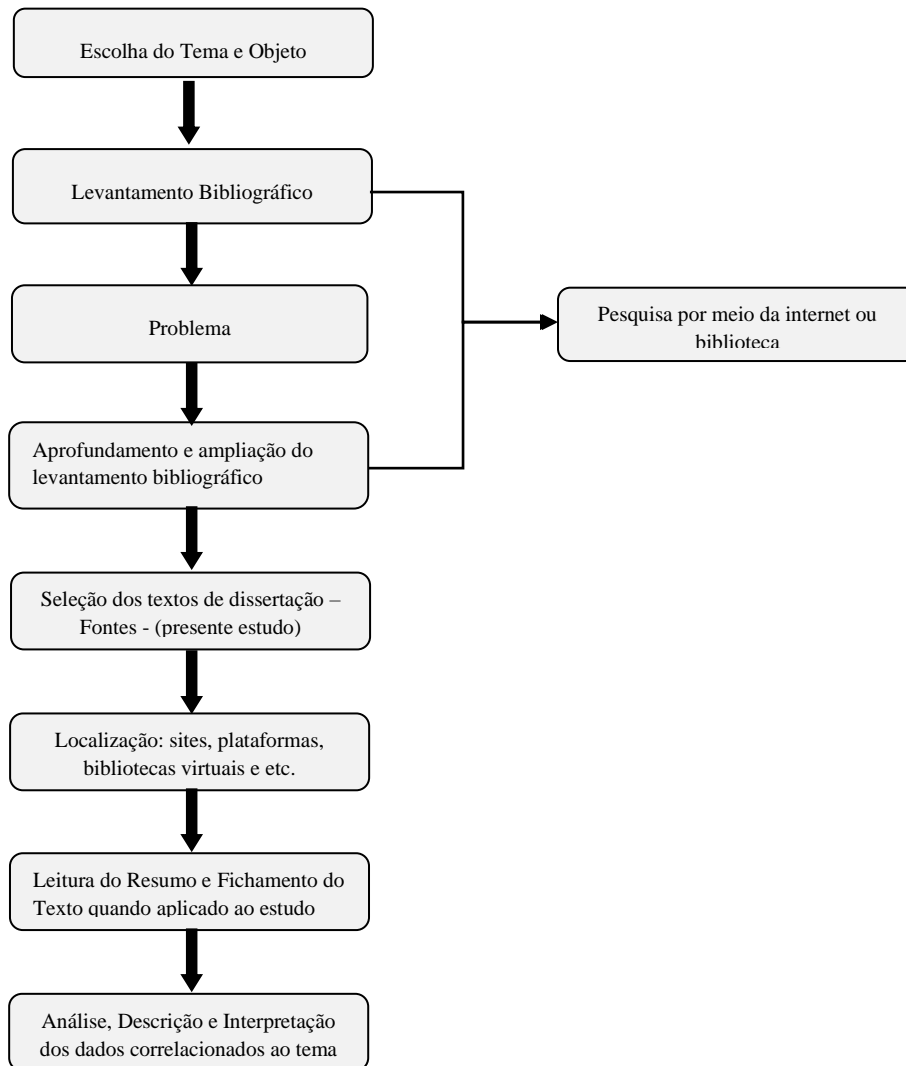 Escolha do Tema e Objeto
Levantamento Bibliográfico
Problema
Pesquisa por meio da internet ou
biblioteca
Aprofundamento e ampliação do
levantamento bibliográfico
Seleção dos textos de dissertação –
Fontes - (presente estudo)
Localização: sites, plataformas,
bibliotecas virtuais e etc.
Leitura do Resumo e Fichamento do
Texto quando aplicado ao estudo
Análise, Descrição e Interpretação
dos dados correlacionados ao tema